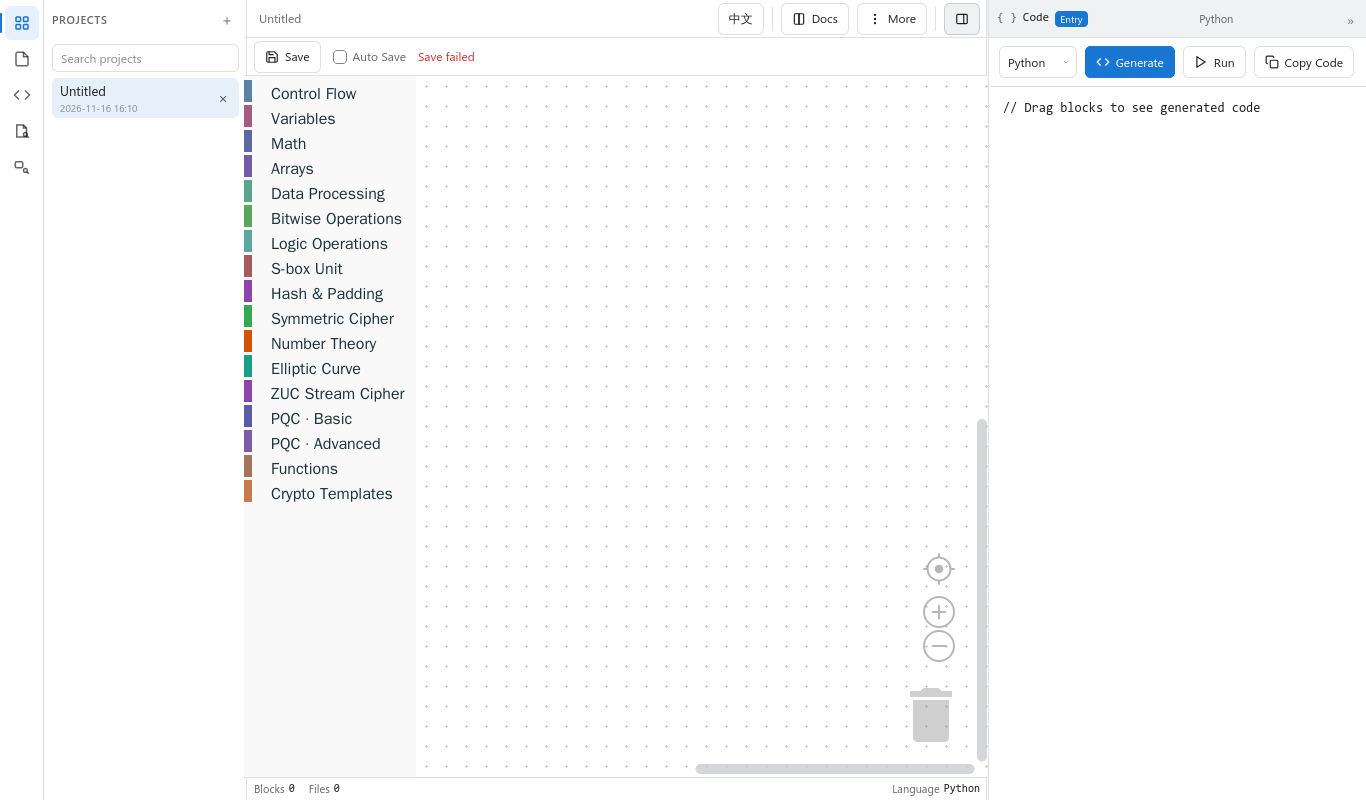 PROJECTS
+
Search projects
Untitled
2026-11-16 16:10
×
Untitled
中文
Docs
More
Save
Auto Save
Save failed
Control Flow
Variables
Math
Arrays
Data Processing
Bitwise Operations
Logic Operations
S-box Unit
Hash & Padding
Symmetric Cipher
Number Theory
Elliptic Curve
ZUC Stream Cipher
PQC · Basic
PQC · Advanced
Functions
Crypto Templates
Blocks 0
Files 0
Language Python
{ } Code
Entry
Python
»
Python
Generate
Run
Copy Code
// Drag blocks to see generated code